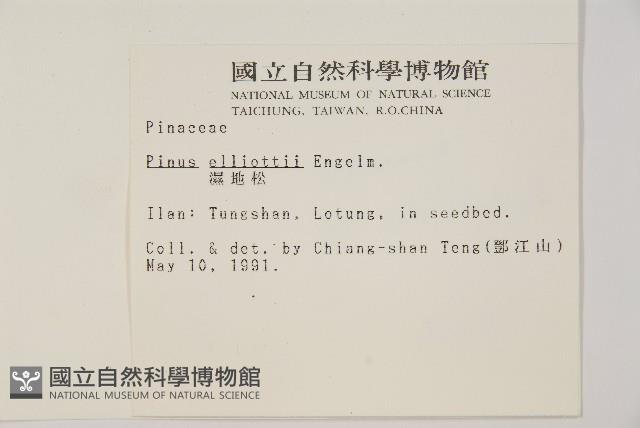 國立自然科學博物館
NATIONAL MUSEUM OF NATURAL SCIENCE
TAICHUNG, TAIWAN, R.O.CHINA
Pinaceae
Pinus elliottii Engelm.
濕地松
Ilan: Tungshan, Lotung, in seedbed.
Coll. & det. by Chiang-shan Teng(鄧江山)
May 10, 1991.
國立自然科學博物館
NATIONAL MUSEUM OF NATURAL SCIENCE